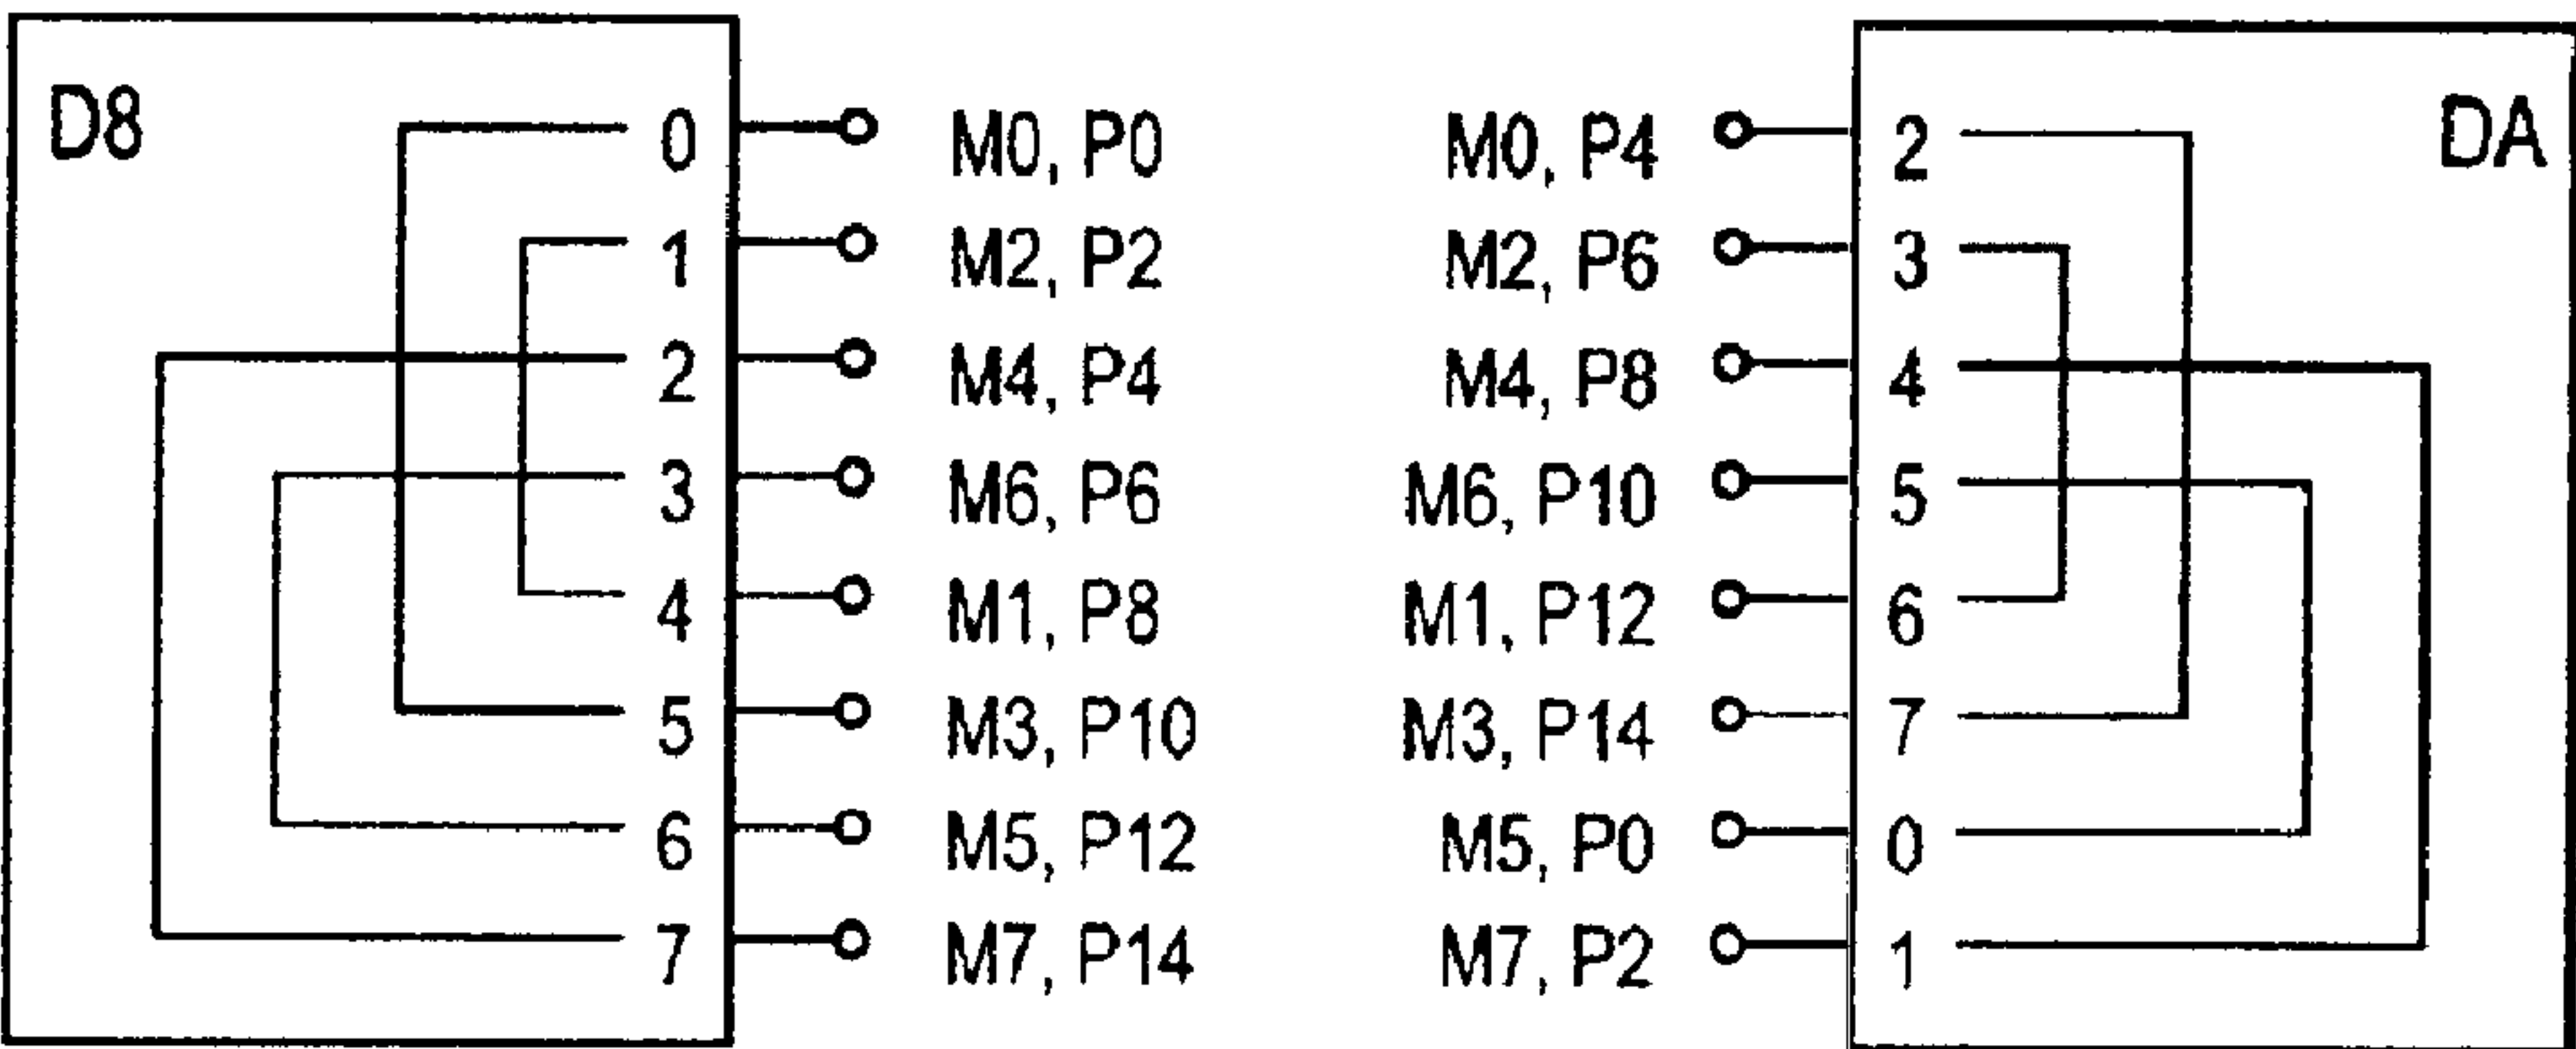 D8 0 M0, P0 M0, P4 2 DA
1 M2, P2 M2, P6 3
2 M4, P4 M4, P8 4
3 M6, P6 M6, P10 5
4 M1, P8 M1, P12 6
5 M3, P10 M3, P14 7
6 M5, P12 M5, P0 0
7 M7, P14 M7, P2 1